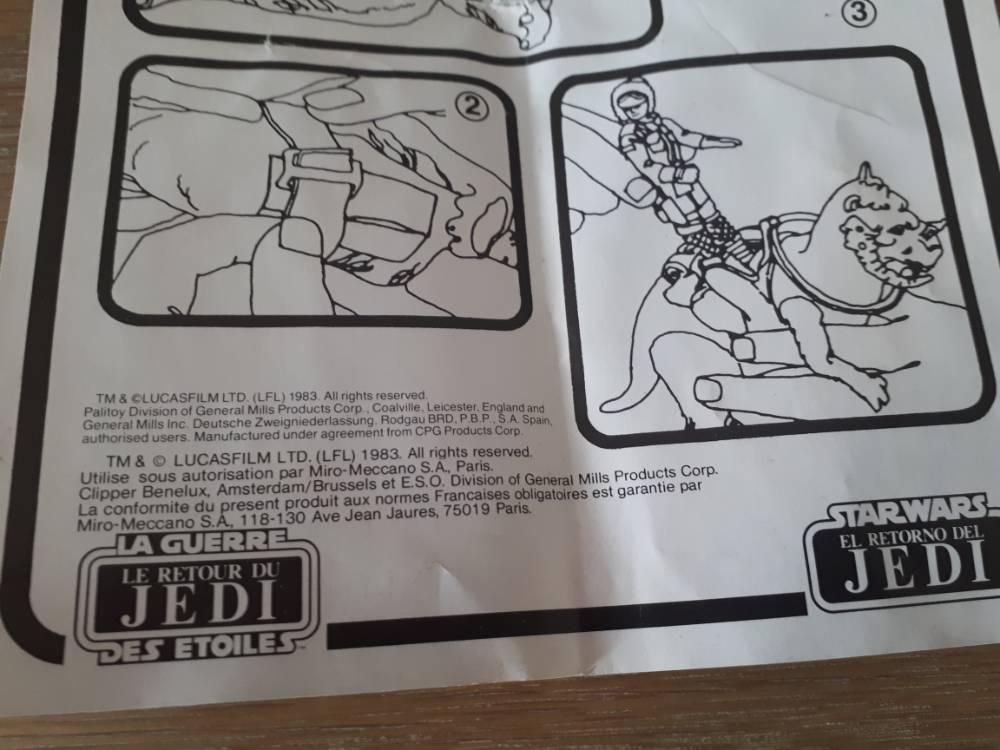 3
2
TM & ©LUCASFILM LTD. (LFL) 1983. All rights reserved.
Palitoy Division of General Mills Products Corp., Coalville, Leicester, England and
General Mills Inc. Deutsche Zweigniederlassung. Rodgau BRD, P.B.P., S.A. Spain,
authorised users. Manufactured under agreement from CPG Products Corp.
TM & © LUCASFILM LTD. (LFL) 1983. All rights reserved.
Utilise sous autorisation par Miro-Meccano S.A., Paris.
Clipper Benelux, Amsterdam/Brussels et E.S.O. Division of General Mills Products Corp.
La conformite du present produit aux normes Francaises obligatoires est garantie par
Miro-Meccano S.A., 118-130 Ave Jean Jaures, 75019 Paris.
LA GUERRE
LE RETOUR DU
JEDI
DES ETOILES™
STAR WARS
EL RETORNO DEL
JEDI